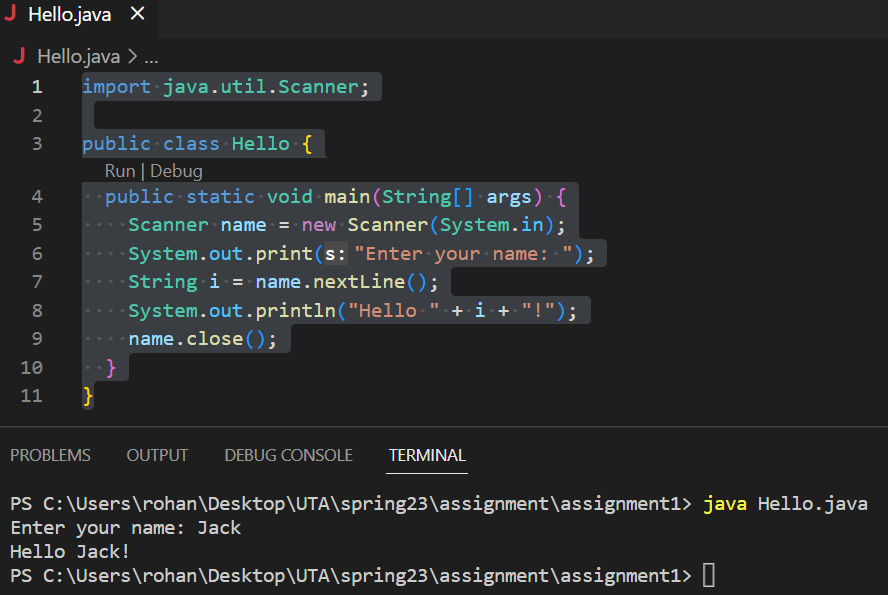 J Hello.java ×
J Hello.java > ...
1 import java.util.Scanner;
2
3 public class Hello {
Run | Debug
4 public static void main(String[] args) {
5 Scanner name = new Scanner(System.in);
6 System.out.print(s: "Enter your name: ");
7 String i = name.nextLine();
8 System.out.println("Hello " + i + "!");
9 name.close();
10 }
11 }
PROBLEMS OUTPUT DEBUG CONSOLE TERMINAL
PS C:\Users\rohan\Desktop\UTA\spring23\assignment\assignment1> java Hello.java
Enter your name: Jack
Hello Jack!
PS C:\Users\rohan\Desktop\UTA\spring23\assignment\assignment1>